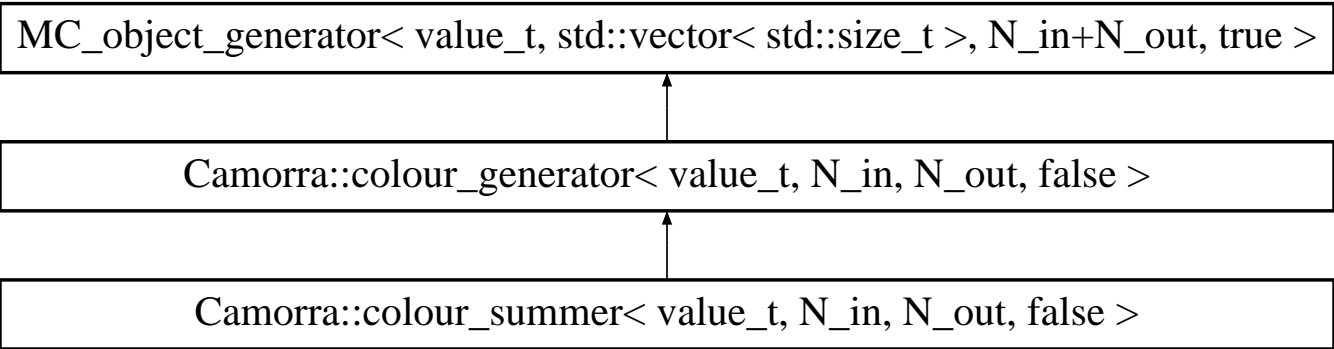 MC_object_generator< value_t, std::vector< std::size_t >, N_in+N_out, true >
Camorra::colour_generator< value_t, N_in, N_out, false >
Camorra::colour_summer< value_t, N_in, N_out, false >